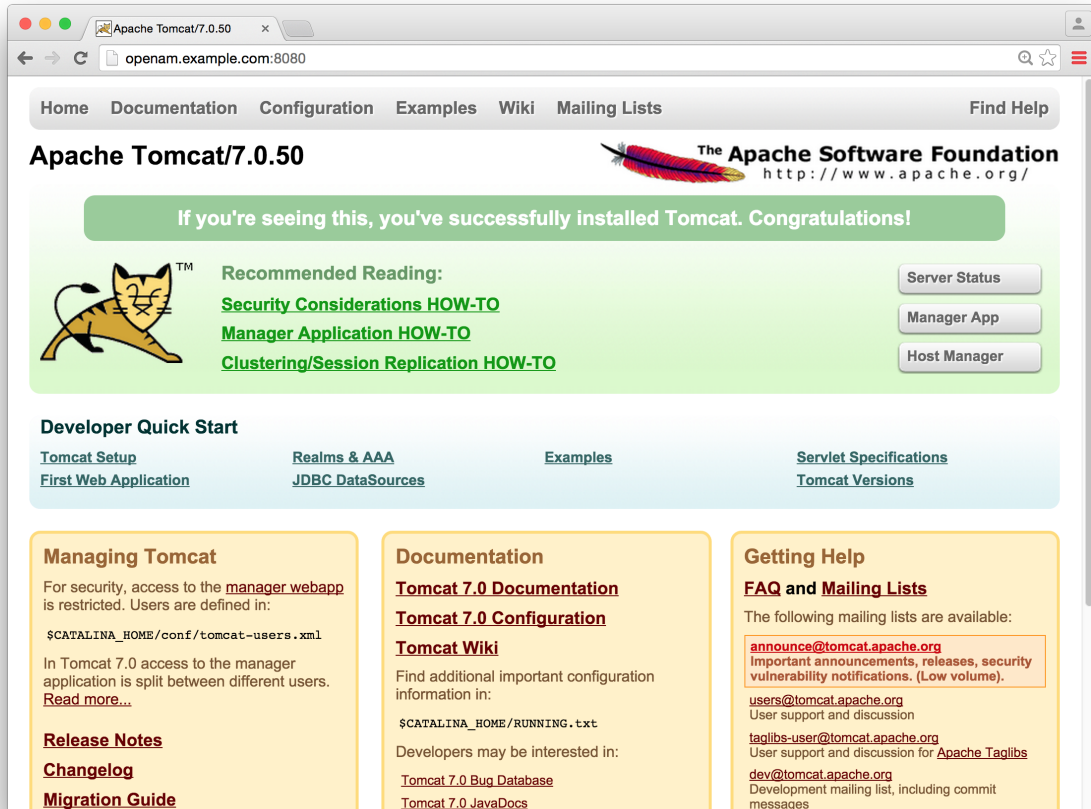 Apache Tomcat/7.0.50
openam.example.com:8080
Home Documentation Configuration Examples Wiki Mailing Lists Find Help
Apache Tomcat/7.0.50
The Apache Software Foundation
http://www.apache.org/
If you're seeing this, you've successfully installed Tomcat. Congratulations!
TM
Recommended Reading:
Security Considerations HOW-TO
Manager Application HOW-TO
Clustering/Session Replication HOW-TO
Server Status
Manager App
Host Manager
Developer Quick Start
Tomcat Setup
First Web Application
Realms & AAA
JDBC DataSources
Examples
Servlet Specifications
Tomcat Versions
Managing Tomcat
For security, access to the manager webapp
is restricted. Users are defined in:
$CATALINA_HOME/conf/tomcat-users.xml
In Tomcat 7.0 access to the manager
application is split between different users.
Read more...
Release Notes
Changelog
Migration Guide
Documentation
Tomcat 7.0 Documentation
Tomcat 7.0 Configuration
Tomcat Wiki
Find additional important configuration
information in:
$CATALINA_HOME/RUNNING.txt
Developers may be interested in:
Tomcat 7.0 Bug Database
Tomcat 7.0 JavaDocs
Getting Help
FAQ and Mailing Lists
The following mailing lists are available:
announce@tomcat.apache.org
Important announcements, releases, security
vulnerability notifications. (Low volume).
users@tomcat.apache.org
User support and discussion
taglibs-user@tomcat.apache.org
User support and discussion for Apache Taglibs
dev@tomcat.apache.org
Development mailing list, including commit
messages